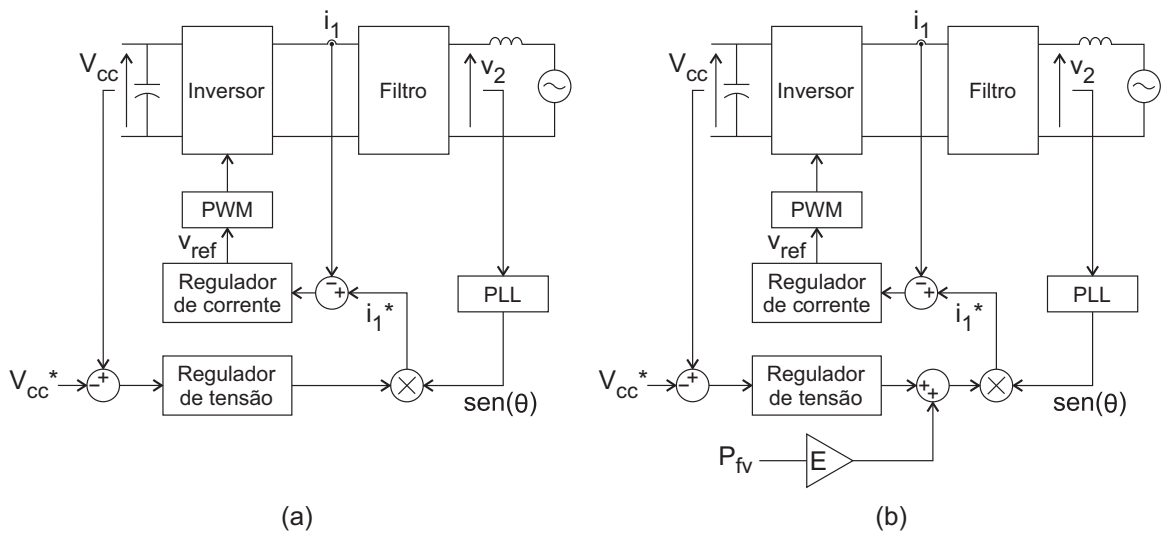 i1
Vcc
Inversor
Filtro
v2
PWM
vref
Regulador
de corrente
- +
PLL
i1*
Vcc*
- +
Regulador
de tensão
×
sen(θ)
(a)
i1
Vcc
Inversor
Filtro
v2
PWM
vref
Regulador
de corrente
- +
PLL
i1*
Vcc*
- +
Regulador
de tensão
+
+
×
sen(θ)
Pfv
E
(b)